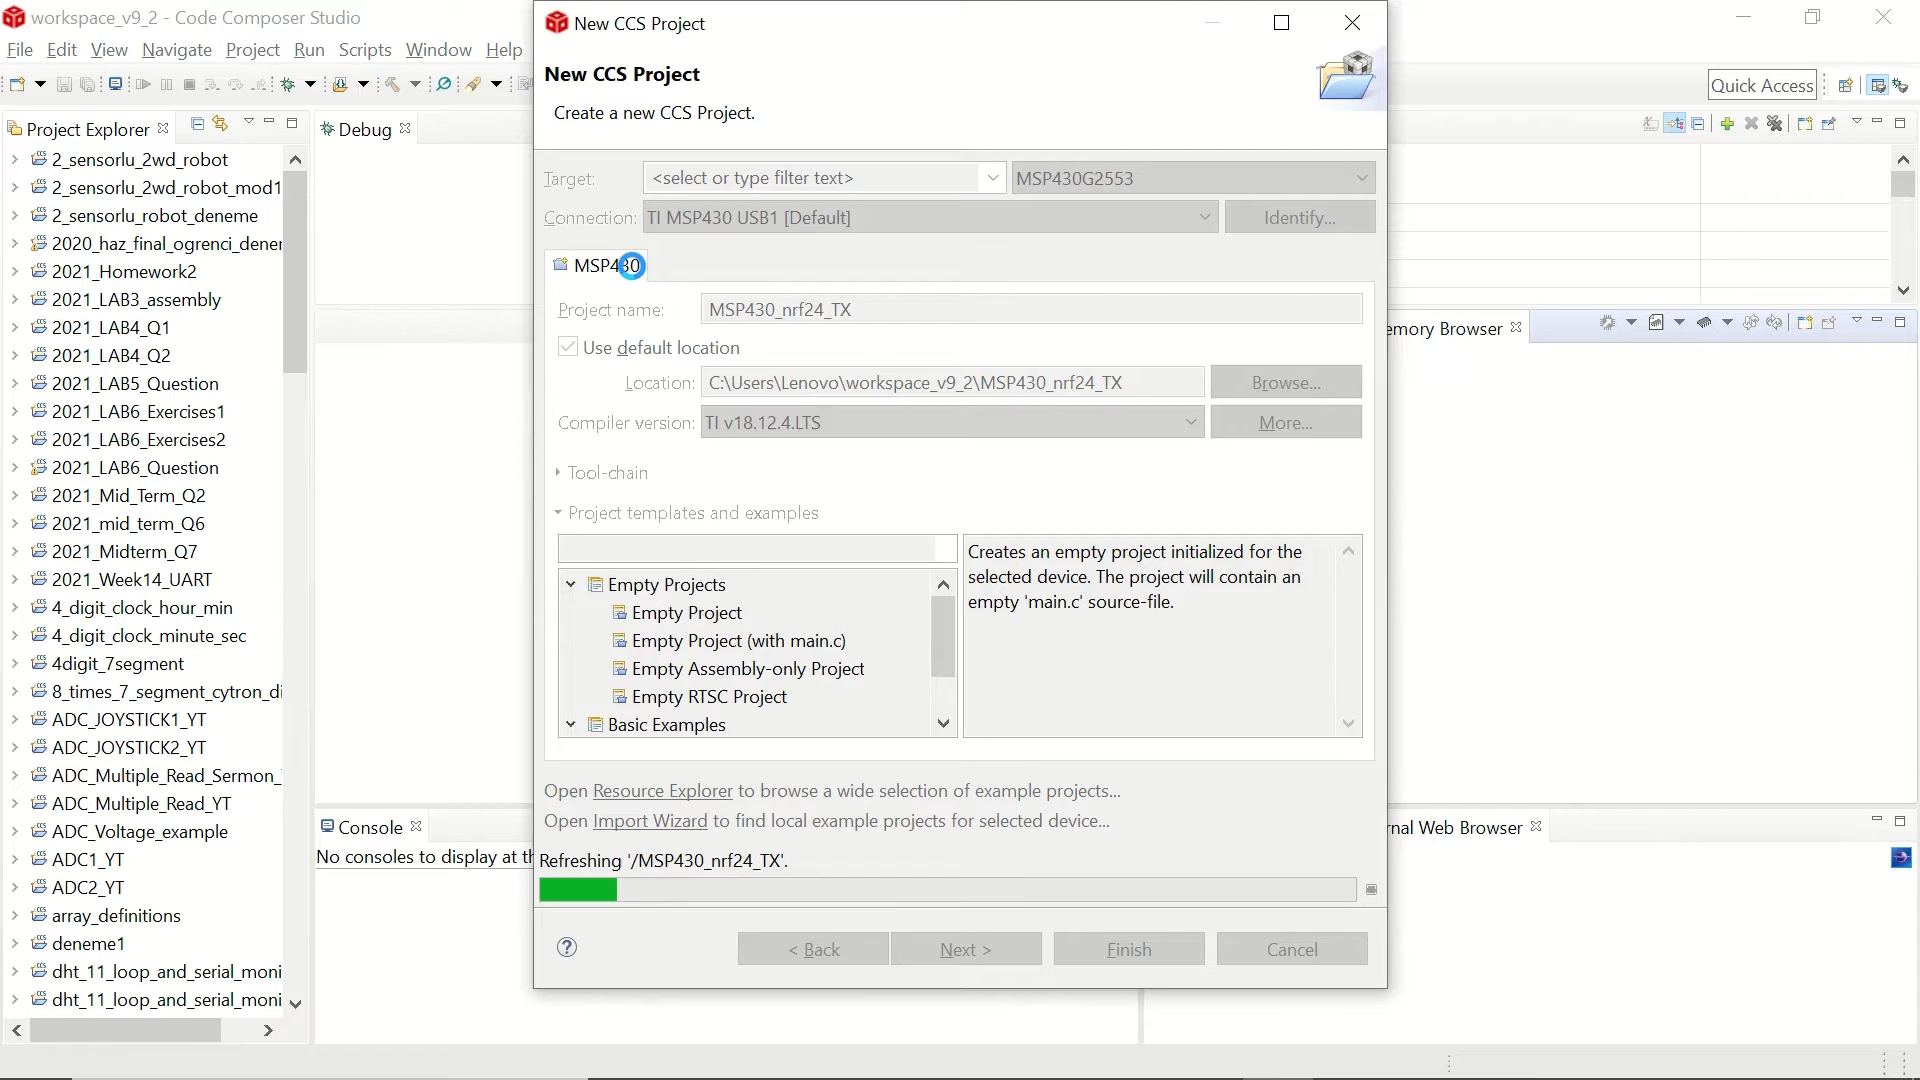 workspace_v9_2 - Code Composer Studio
File Edit View Navigate Project Run Scripts Window Help
Quick Access
Project Explorer
2_sensorlu_2wd_robot
2_sensorlu_2wd_robot_mod1
2_sensorlu_robot_deneme
2020_haz_final_ogrenci_dener
2021_Homework2
2021_LAB3_assembly
2021_LAB4_Q1
2021_LAB4_Q2
2021_LAB5_Question
2021_LAB6_Exercises1
2021_LAB6_Exercises2
2021_LAB6_Question
2021_Mid_Term_Q2
2021_mid_term_Q6
2021_Midterm_Q7
2021_Week14_UART
4_digit_clock_hour_min
4_digit_clock_minute_sec
4digit_7segment
8_times_7_segment_cytron_di
ADC_JOYSTICK1_YT
ADC_JOYSTICK2_YT
ADC_Multiple_Read_Sermon_
ADC_Multiple_Read_YT
ADC_Voltage_example
ADC1_YT
ADC2_YT
array_definitions
deneme1
dht_11_loop_and_serial_moni
dht_11_loop_and_serial_moni
Debug
Console
No consoles to display at th
New CCS Project
New CCS Project
Create a new CCS Project.
Target: <select or type filter text> MSP430G2553
Connection: TI MSP430 USB1 [Default] Identify...
MSP430
Project name: MSP430_nrf24_TX
Use default location
Location: C:\Users\Lenovo\workspace_v9_2\MSP430_nrf24_TX Browse...
Compiler version: TI v18.12.4.LTS More...
Tool-chain
Project templates and examples
Empty Projects
Empty Project
Empty Project (with main.c)
Empty Assembly-only Project
Empty RTSC Project
Basic Examples
Creates an empty project initialized for the
selected device. The project will contain an
empty 'main.c' source-file.
Open Resource Explorer to browse a wide selection of example projects...
Open Import Wizard to find local example projects for selected device...
Refreshing '/MSP430_nrf24_TX'.
< Back Next > Finish Cancel
emory Browser
rnal Web Browser